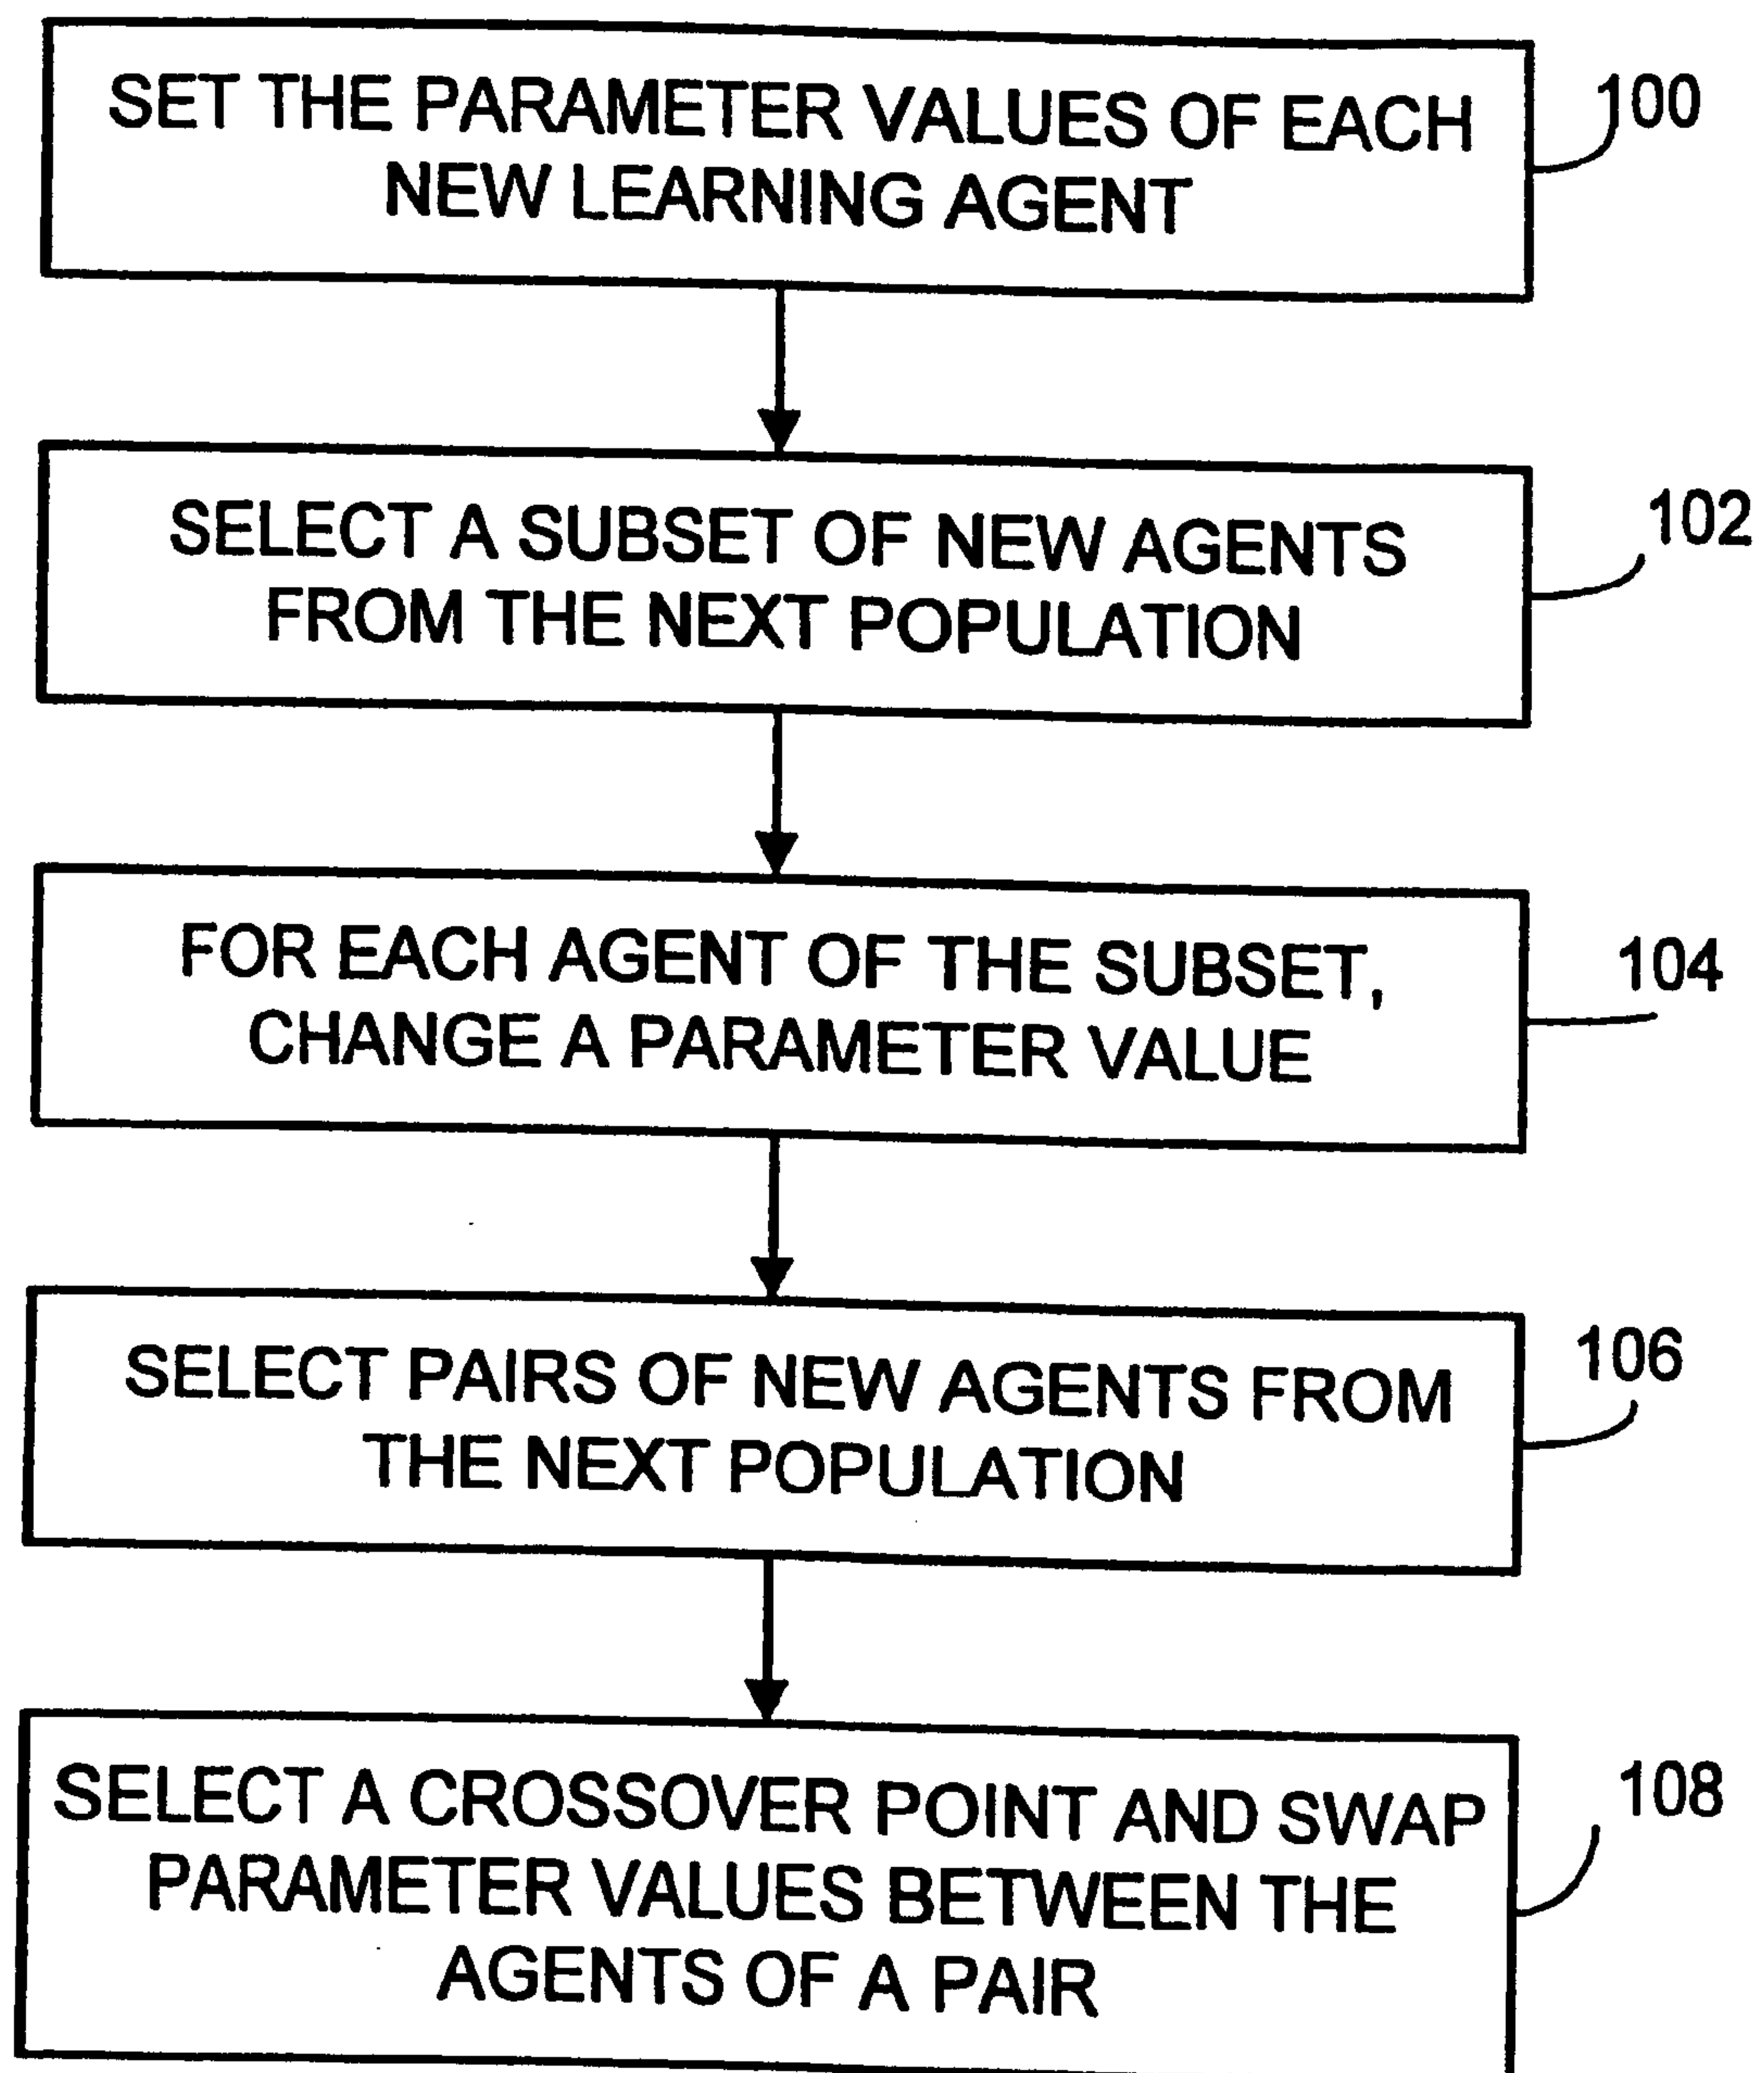 SET THE PARAMETER VALUES OF EACH
NEW LEARNING AGENT
100
SELECT A SUBSET OF NEW AGENTS
FROM THE NEXT POPULATION
102
FOR EACH AGENT OF THE SUBSET,
CHANGE A PARAMETER VALUE
104
SELECT PAIRS OF NEW AGENTS FROM
THE NEXT POPULATION
106
SELECT A CROSSOVER POINT AND SWAP
PARAMETER VALUES BETWEEN THE
AGENTS OF A PAIR
108